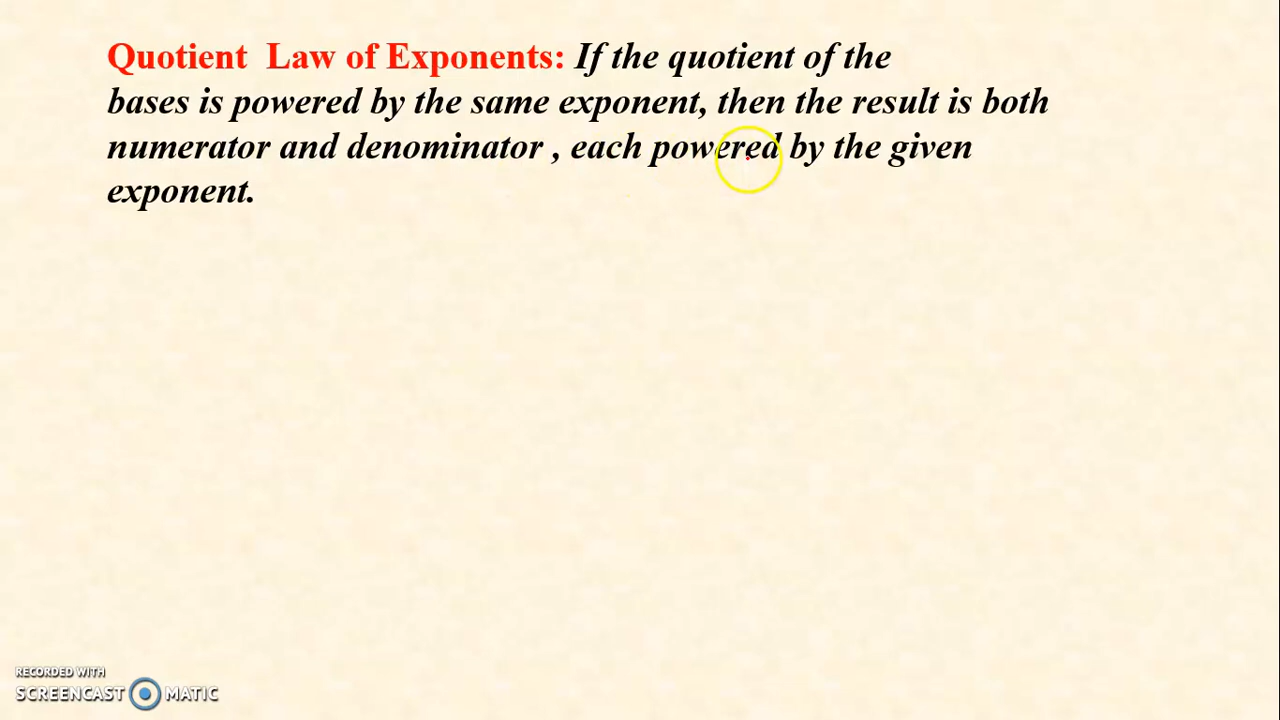 Quotient Law of Exponents: If the quotient of the
bases is powered by the same exponent, then the result is both
numerator and denominator , each powered by the given
exponent.
RECORDED WITH
SCREENCAST MATIC